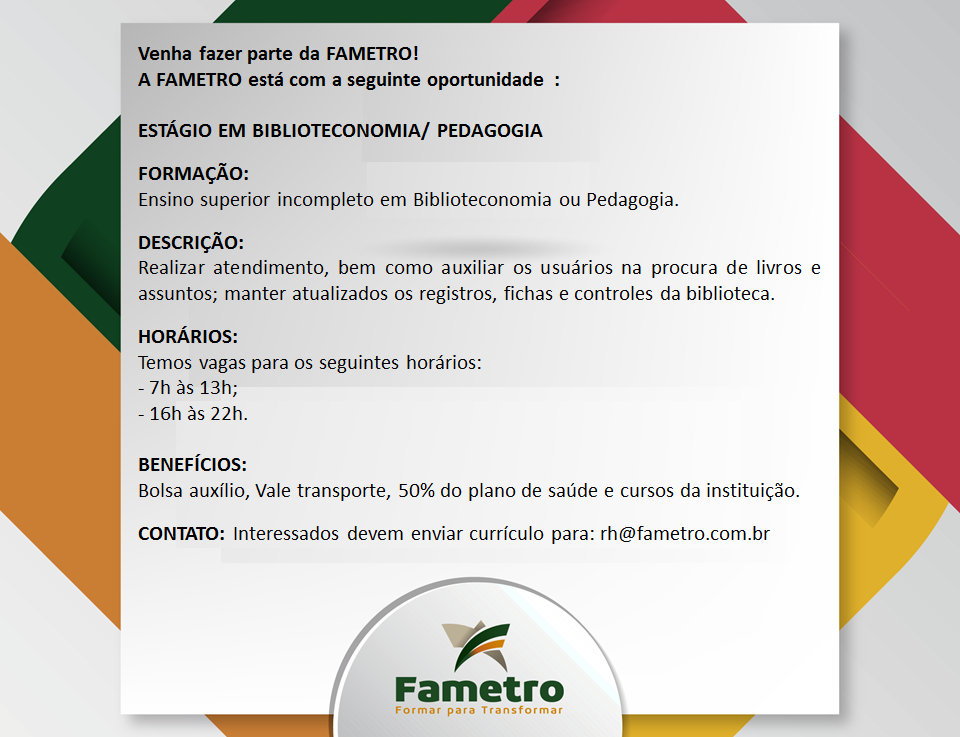 Venha fazer parte da FAMETRO!
A FAMETRO está com a seguinte oportunidade :
ESTÁGIO EM BIBLIOTECONOMIA/ PEDAGOGIA
FORMAÇÃO:
Ensino superior incompleto em Biblioteconomia ou Pedagogia.
DESCRIÇÃO:
Realizar atendimento, bem como auxiliar os usuários na procura de livros e
assuntos; manter atualizados os registros, fichas e controles da biblioteca.
HORÁRIOS:
Temos vagas para os seguintes horários:
- 7h às 13h;
- 16h às 22h.
BENEFÍCIOS:
Bolsa auxílio, Vale transporte, 50% do plano de saúde e cursos da instituição.
CONTATO: Interessados devem enviar currículo para: rh@fametro.com.br
Fametro
Formar para Transformar